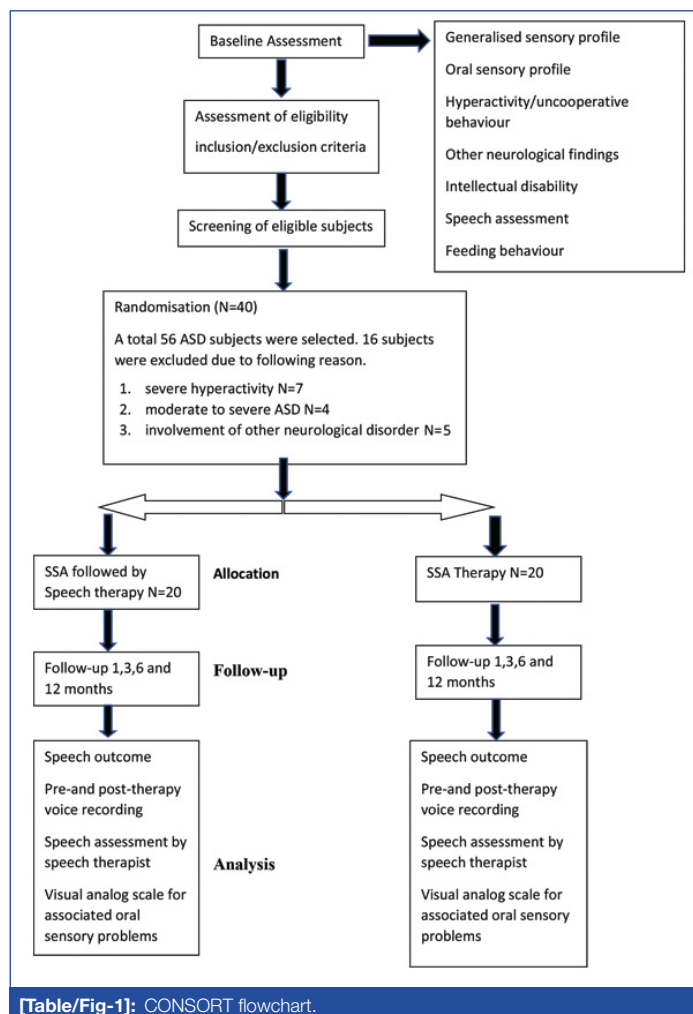 Baseline Assessment
Generalised sensory profile
Oral sensory profile
Hyperactivity/uncooperative
behaviour
Other neurological findings
Intellectual disability
Speech assessment
Feeding behaviour
Assessment of eligibility
inclusion/exclusion criteria
Screening of eligible subjects
Randomisation (N=40)
A total 56 ASD subjects were selected. 16 subjects
were excluded due to following reason.
1. severe hyperactivity N=7
2. moderate to severe ASD N=4
3. involvement of other neurological disorder N=5
SSA followed by
Speech therapy N=20
Allocation
SSA Therapy N=20
Follow-up 1,3,6 and
12 months
Follow-up
Follow-up 1,3,6 and
12 months
Speech outcome
Pre-and post-therapy
voice recording
Speech assessment by
speech therapist
Visual analog scale for
associated oral
sensory problems
Analysis
Speech outcome
Pre-and post-therapy
voice recording
Speech assessment by
speech therapist
Visual analog scale for
associated oral sensory
problems
[Table/Fig-1]: CONSORT flowchart.